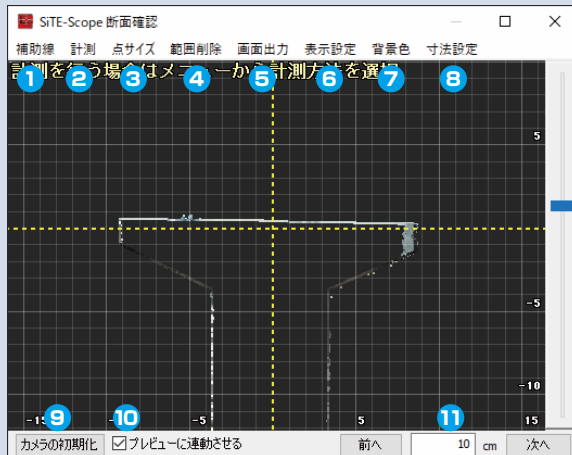 SiTE-Scope 断面確認
補助線 計測 点サイズ 範囲削除 画面出力 表示設定 背景色 寸法設定
計測を行う場合はメニューから計測方法を選択
1 2 3 4 5 6 7 8
5
-5
-10
-15 -5 5 15
9 10 11
カメラの初期化 プレビューに連動させる 前へ 10 cm 次へ